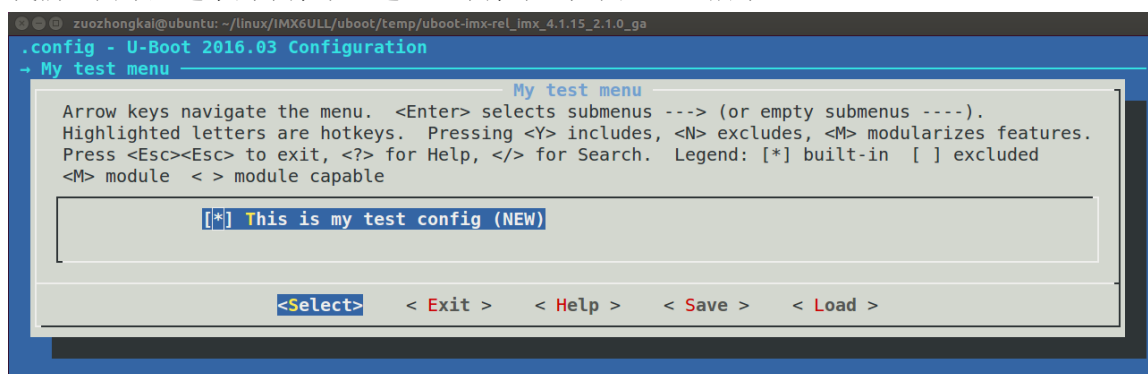 zuozhongkai@ubuntu: ~/linux/IMX6ULL/uboot/temp/uboot-imx-rel_imx_4.1.15_2.1.0_ga
.config - U-Boot 2016.03 Configuration
→ My test menu
My test menu
Arrow keys navigate the menu. <Enter> selects submenus ---> (or empty submenus ----).
Highlighted letters are hotkeys. Pressing <Y> includes, <N> excludes, <M> modularizes features.
Press <Esc><Esc> to exit, <?> for Help, </> for Search. Legend: [*] built-in [ ] excluded
<M> module < > module capable
[*] This is my test config (NEW)
<Select> < Exit > < Help > < Save > < Load >